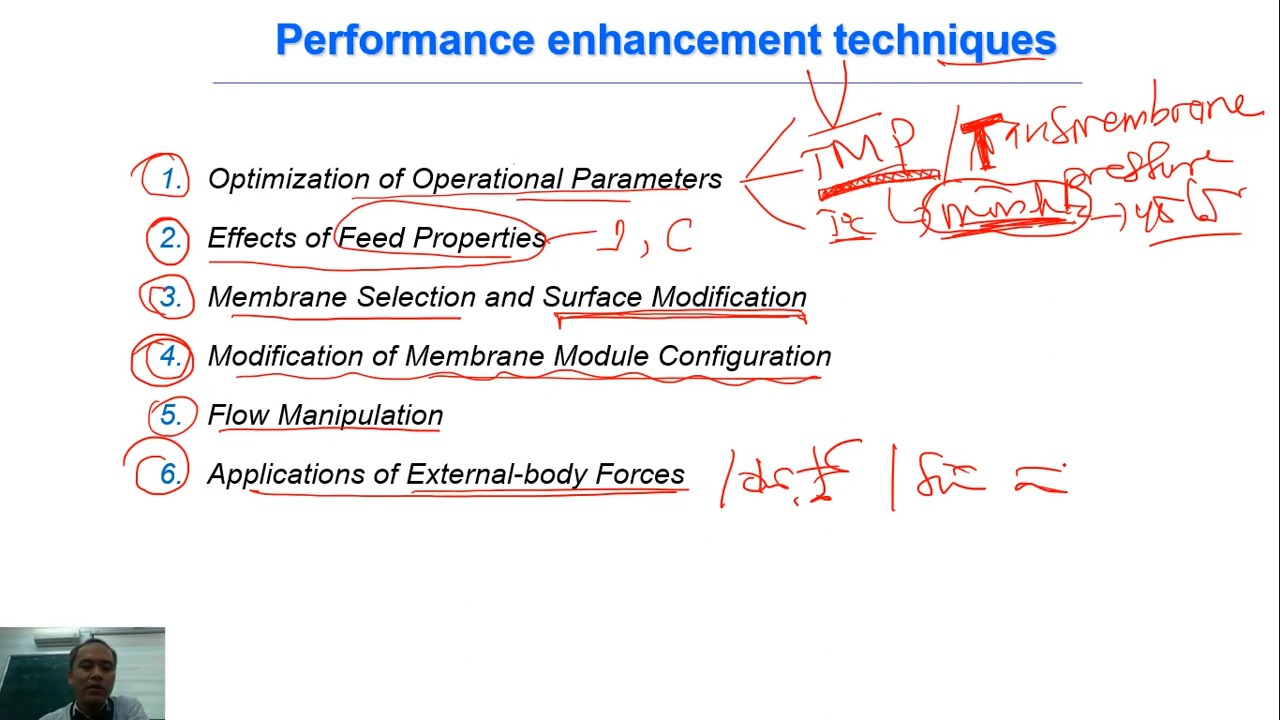 Performance enhancement techniques
1. Optimization of Operational Parameters
TMP / Transmembrane
pressure
2. Effects of Feed Properties
, C
3. Membrane Selection and Surface Modification
4. Modification of Membrane Module Configuration
5. Flow Manipulation
6. Applications of External-body Forces